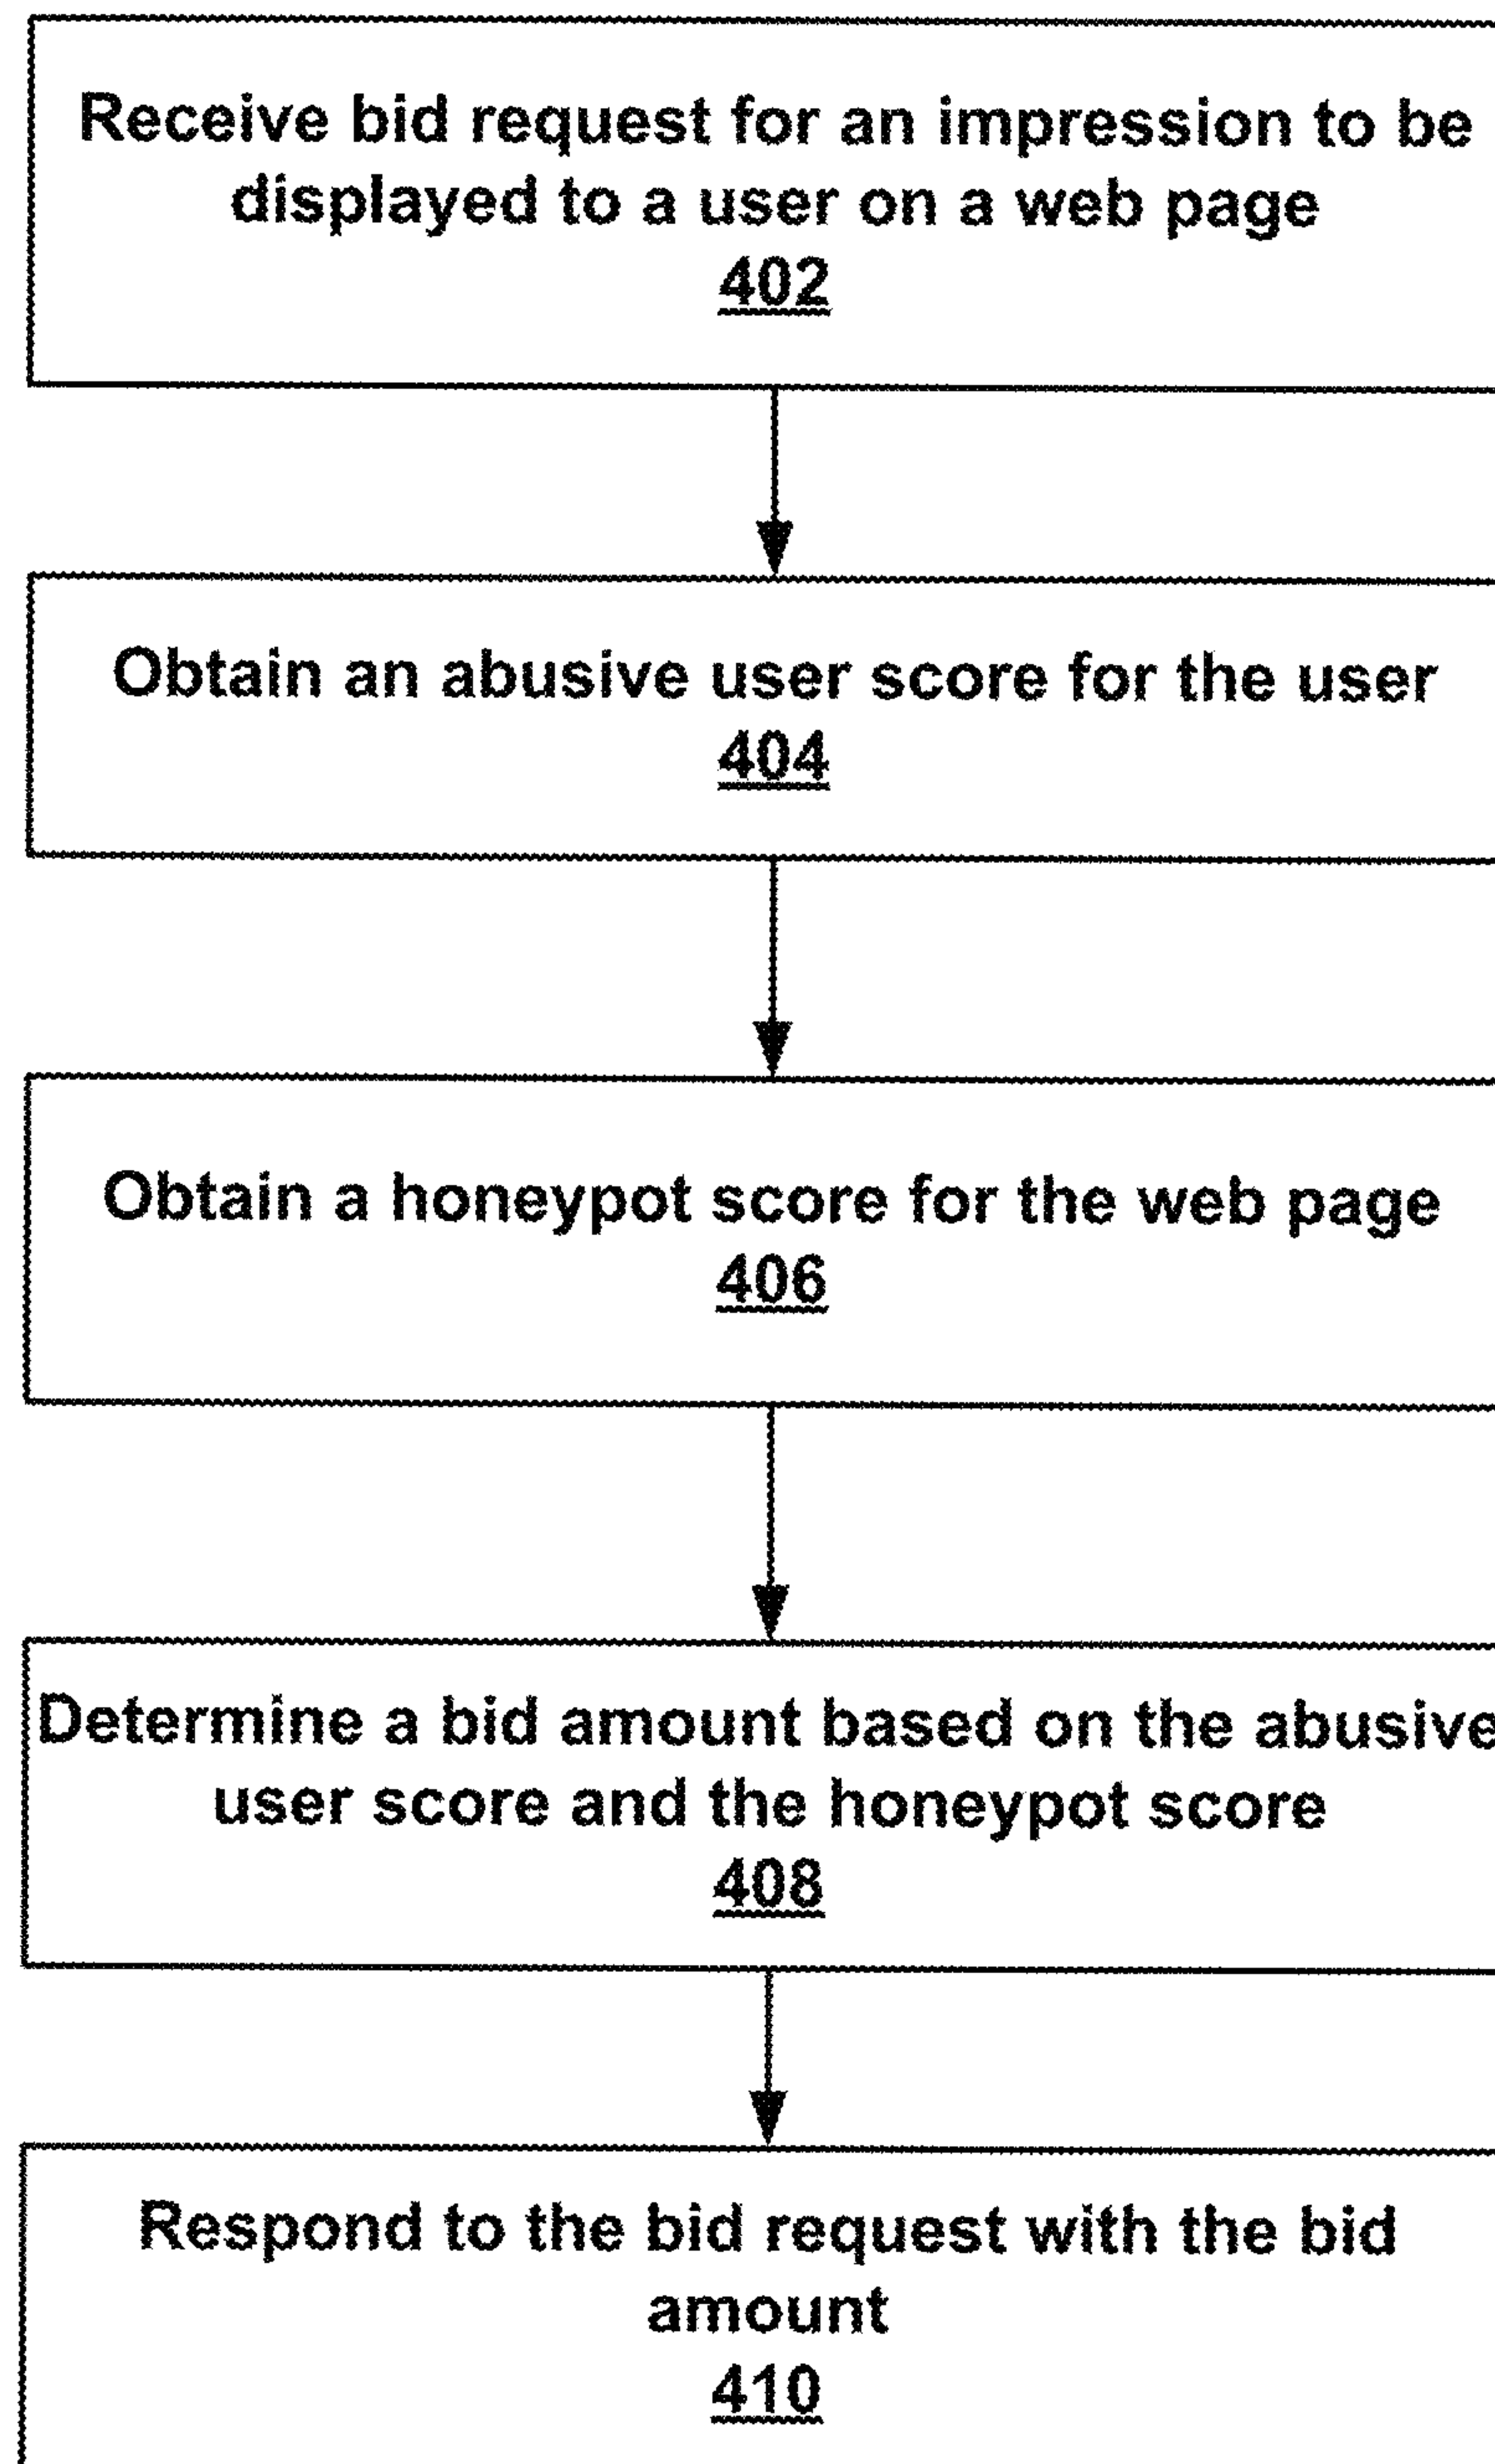 Receive bid request for an impression to be
displayed to a user on a web page
402
Obtain an abusive user score for the user
404
Obtain a honeypot score for the web page
406
Determine a bid amount based on the abusive
user score and the honeypot score
408
Respond to the bid request with the bid
amount
410